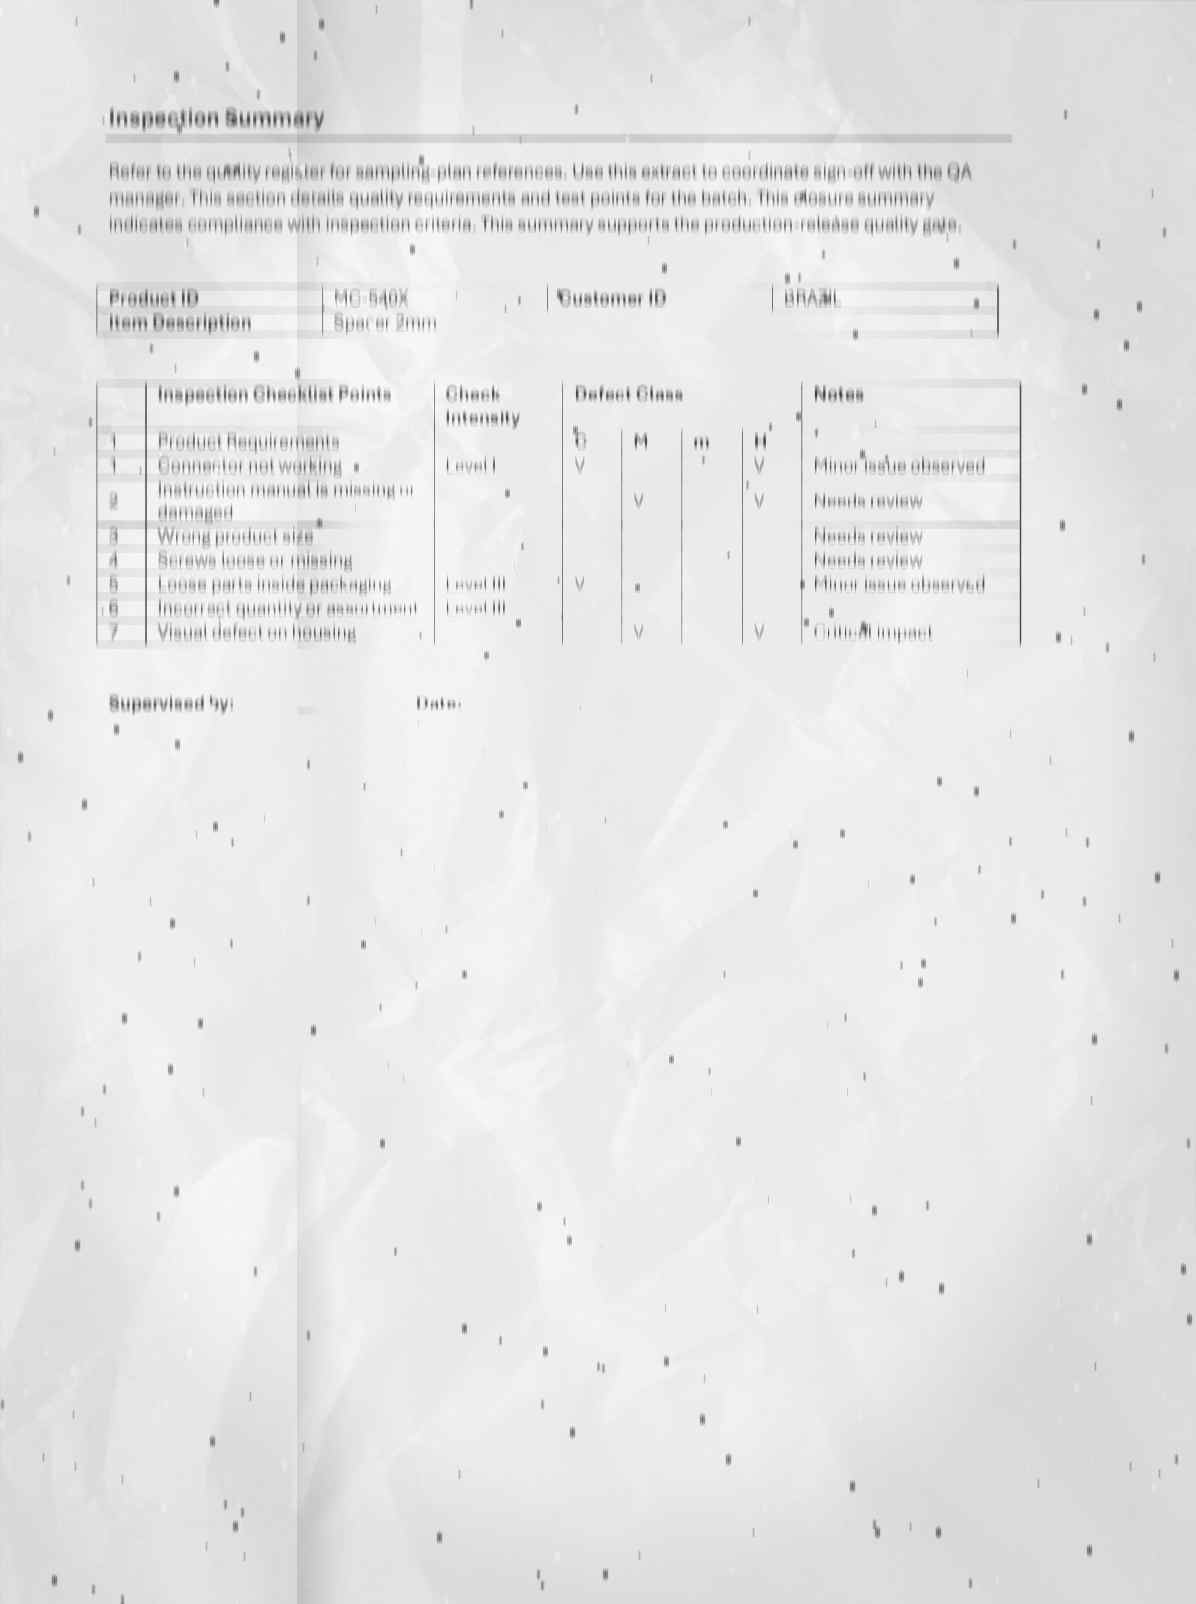 Inspection Summary
Refer to the quality register for sampling-plan references. Use this extract to coordinate sign-off with the QA
manager. This section details quality requirements and test points for the batch. This closure summary
indicates compliance with inspection criteria. This summary supports the production-release quality gate.
Product ID MC-540X Customer ID BRAZIL
Item Description Spacer 2mm
Inspection Checklist Points Check Intensity Defect Class Notes
1 Product Requirements C M m H
1 Connector not working Level I V V Minor issue observed
2 Instruction manual is missing or damaged V V Needs review
3 Wrong product size Needs review
4 Screws loose or missing Needs review
5 Loose parts inside packaging Level III V Minor issue observed
6 Incorrect quantity or assortment Level III
7 Visual defect on housing V V Critical impact
Supervised by: Date: